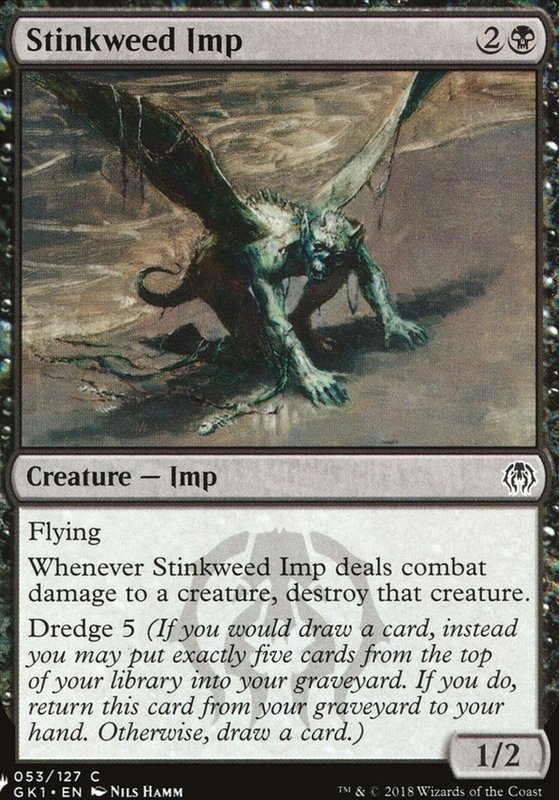 Stinkweed Imp 2
Creature — Imp
Flying
Whenever Stinkweed Imp deals combat
damage to a creature, destroy that creature.
Dredge 5 (If you would draw a card, instead
you may put exactly five cards from the top
of your library into your graveyard. If you do,
return this card from your graveyard to your
hand. Otherwise, draw a card.)
1/2
053/127 C
GK1 • EN Nils Hamm
™ & © 2018 Wizards of the Coast